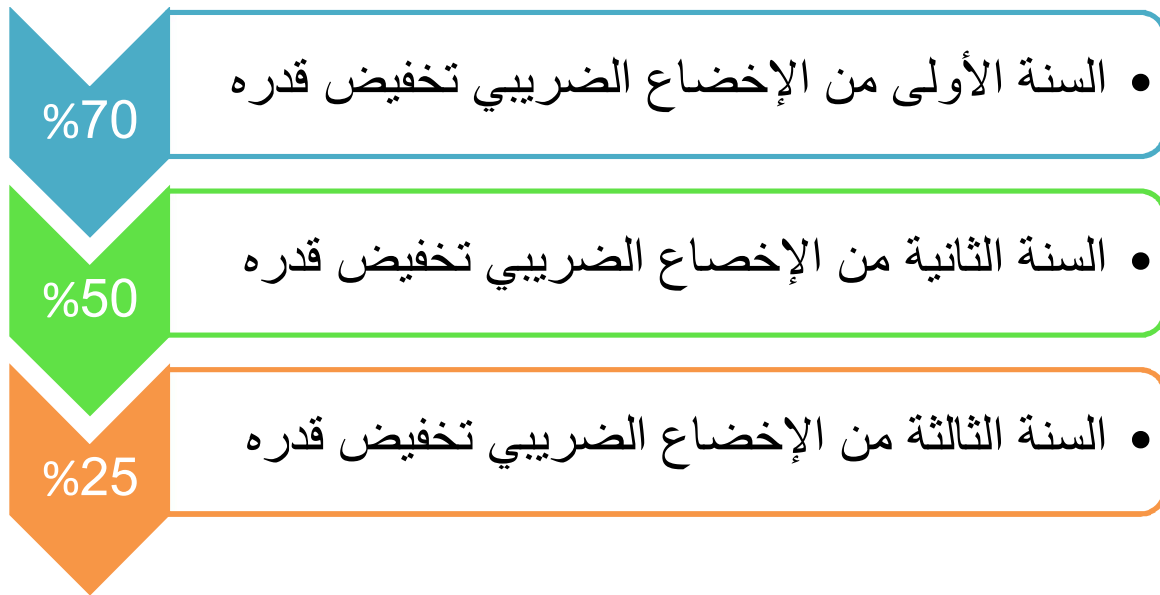 • السنة الأولى من الإخضاع الضريبي تخفيض قدره
%70
• السنة الثانية من الإخصاع الضريبي تخفيض قدره
%50
• السنة الثالثة من الإخضاع الضريبي تخفيض قدره
%25